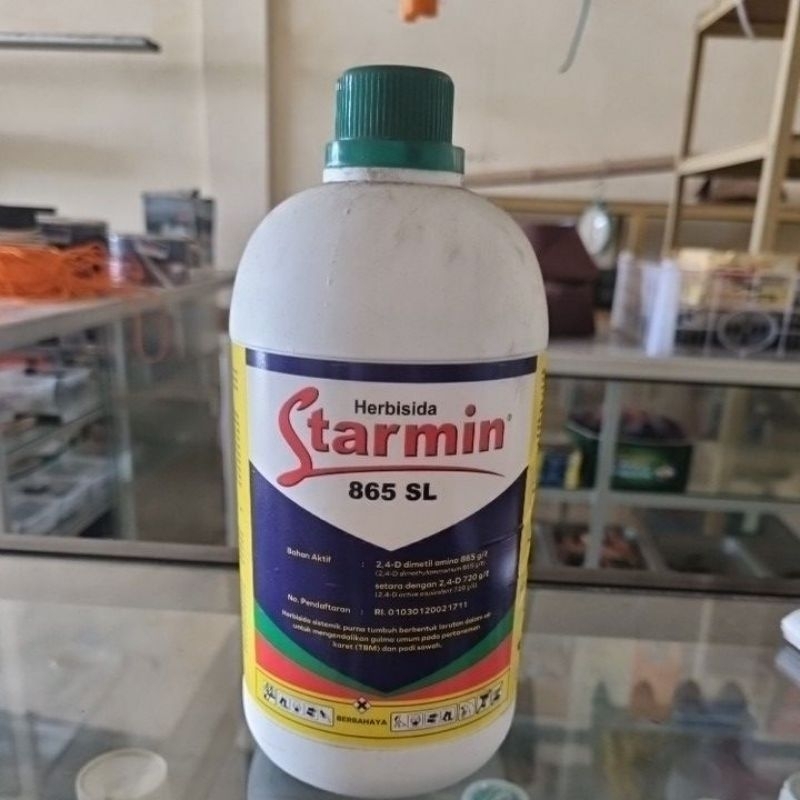 Herbisida
Starmin®
865 SL
Bahan Aktif : 2,4-D dimetil amina 865 g/l
(2,4-D dimethylammonium 865 g/l)
setara dengan 2,4-D 720 g/l
(2,4-D active equivalent 720 g/l)
No. Pendaftaran : RI. 01030120021711
Herbisida sistemik purna tumbuh berbentuk larutan dalam air
untuk mengendalikan gulma umum pada pertanaman
karet (TBM) dan padi sawah.
BERBAHAYA